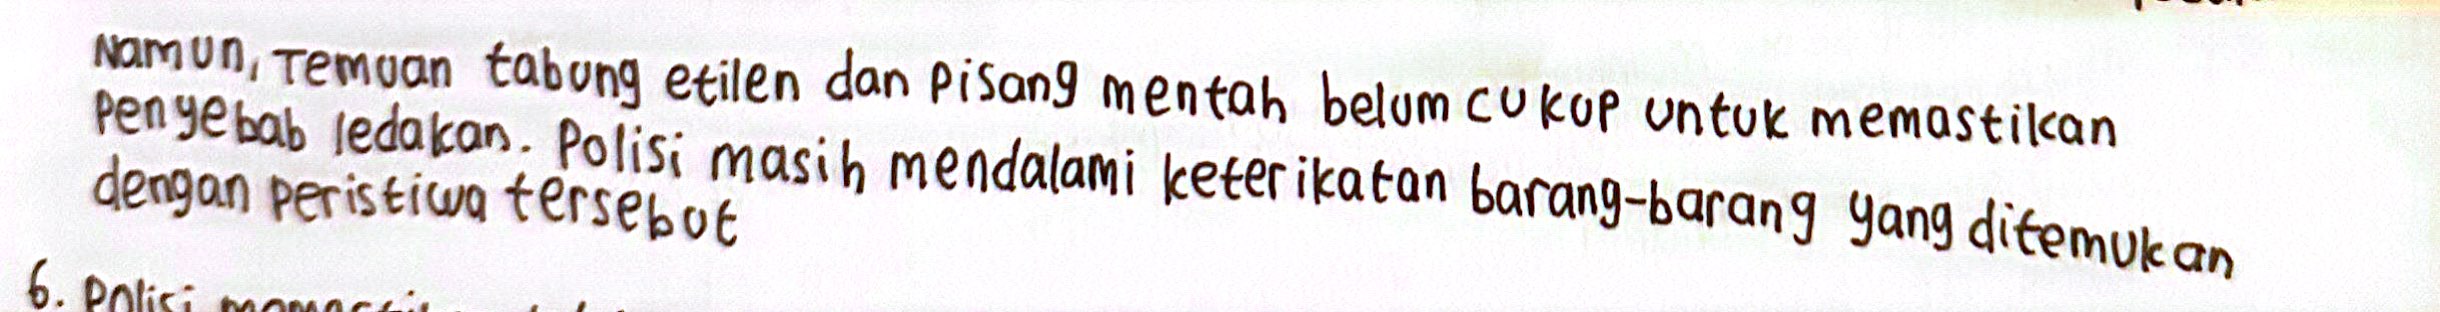 Namun, Temuan tabung etilen dan pisang mentah belum cukup untuk memastikan
penyebab ledakan. Polisi masih mendalami keterikatan barang-barang yang ditemukan
dengan peristiwa tersebut
6. Polisi